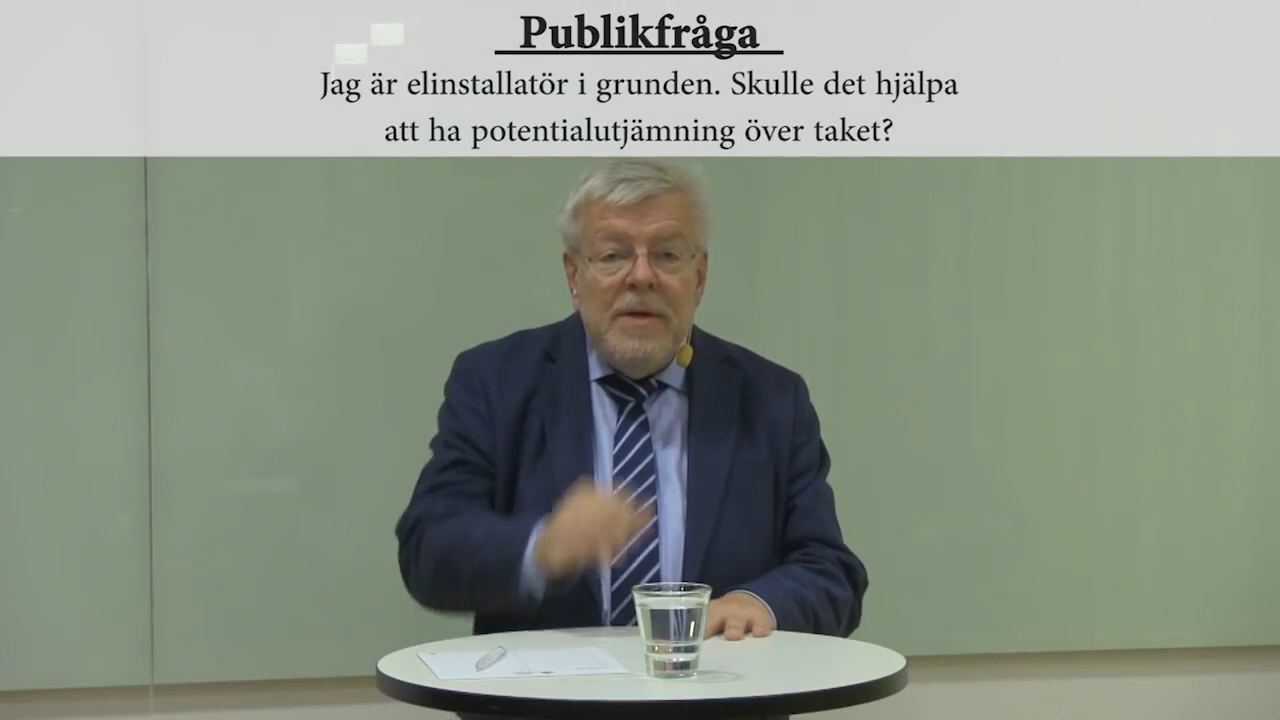 Publikfråga
Jag är elinstallatör i grunden. Skulle det hjälpa
att ha potentialutjämning över taket?